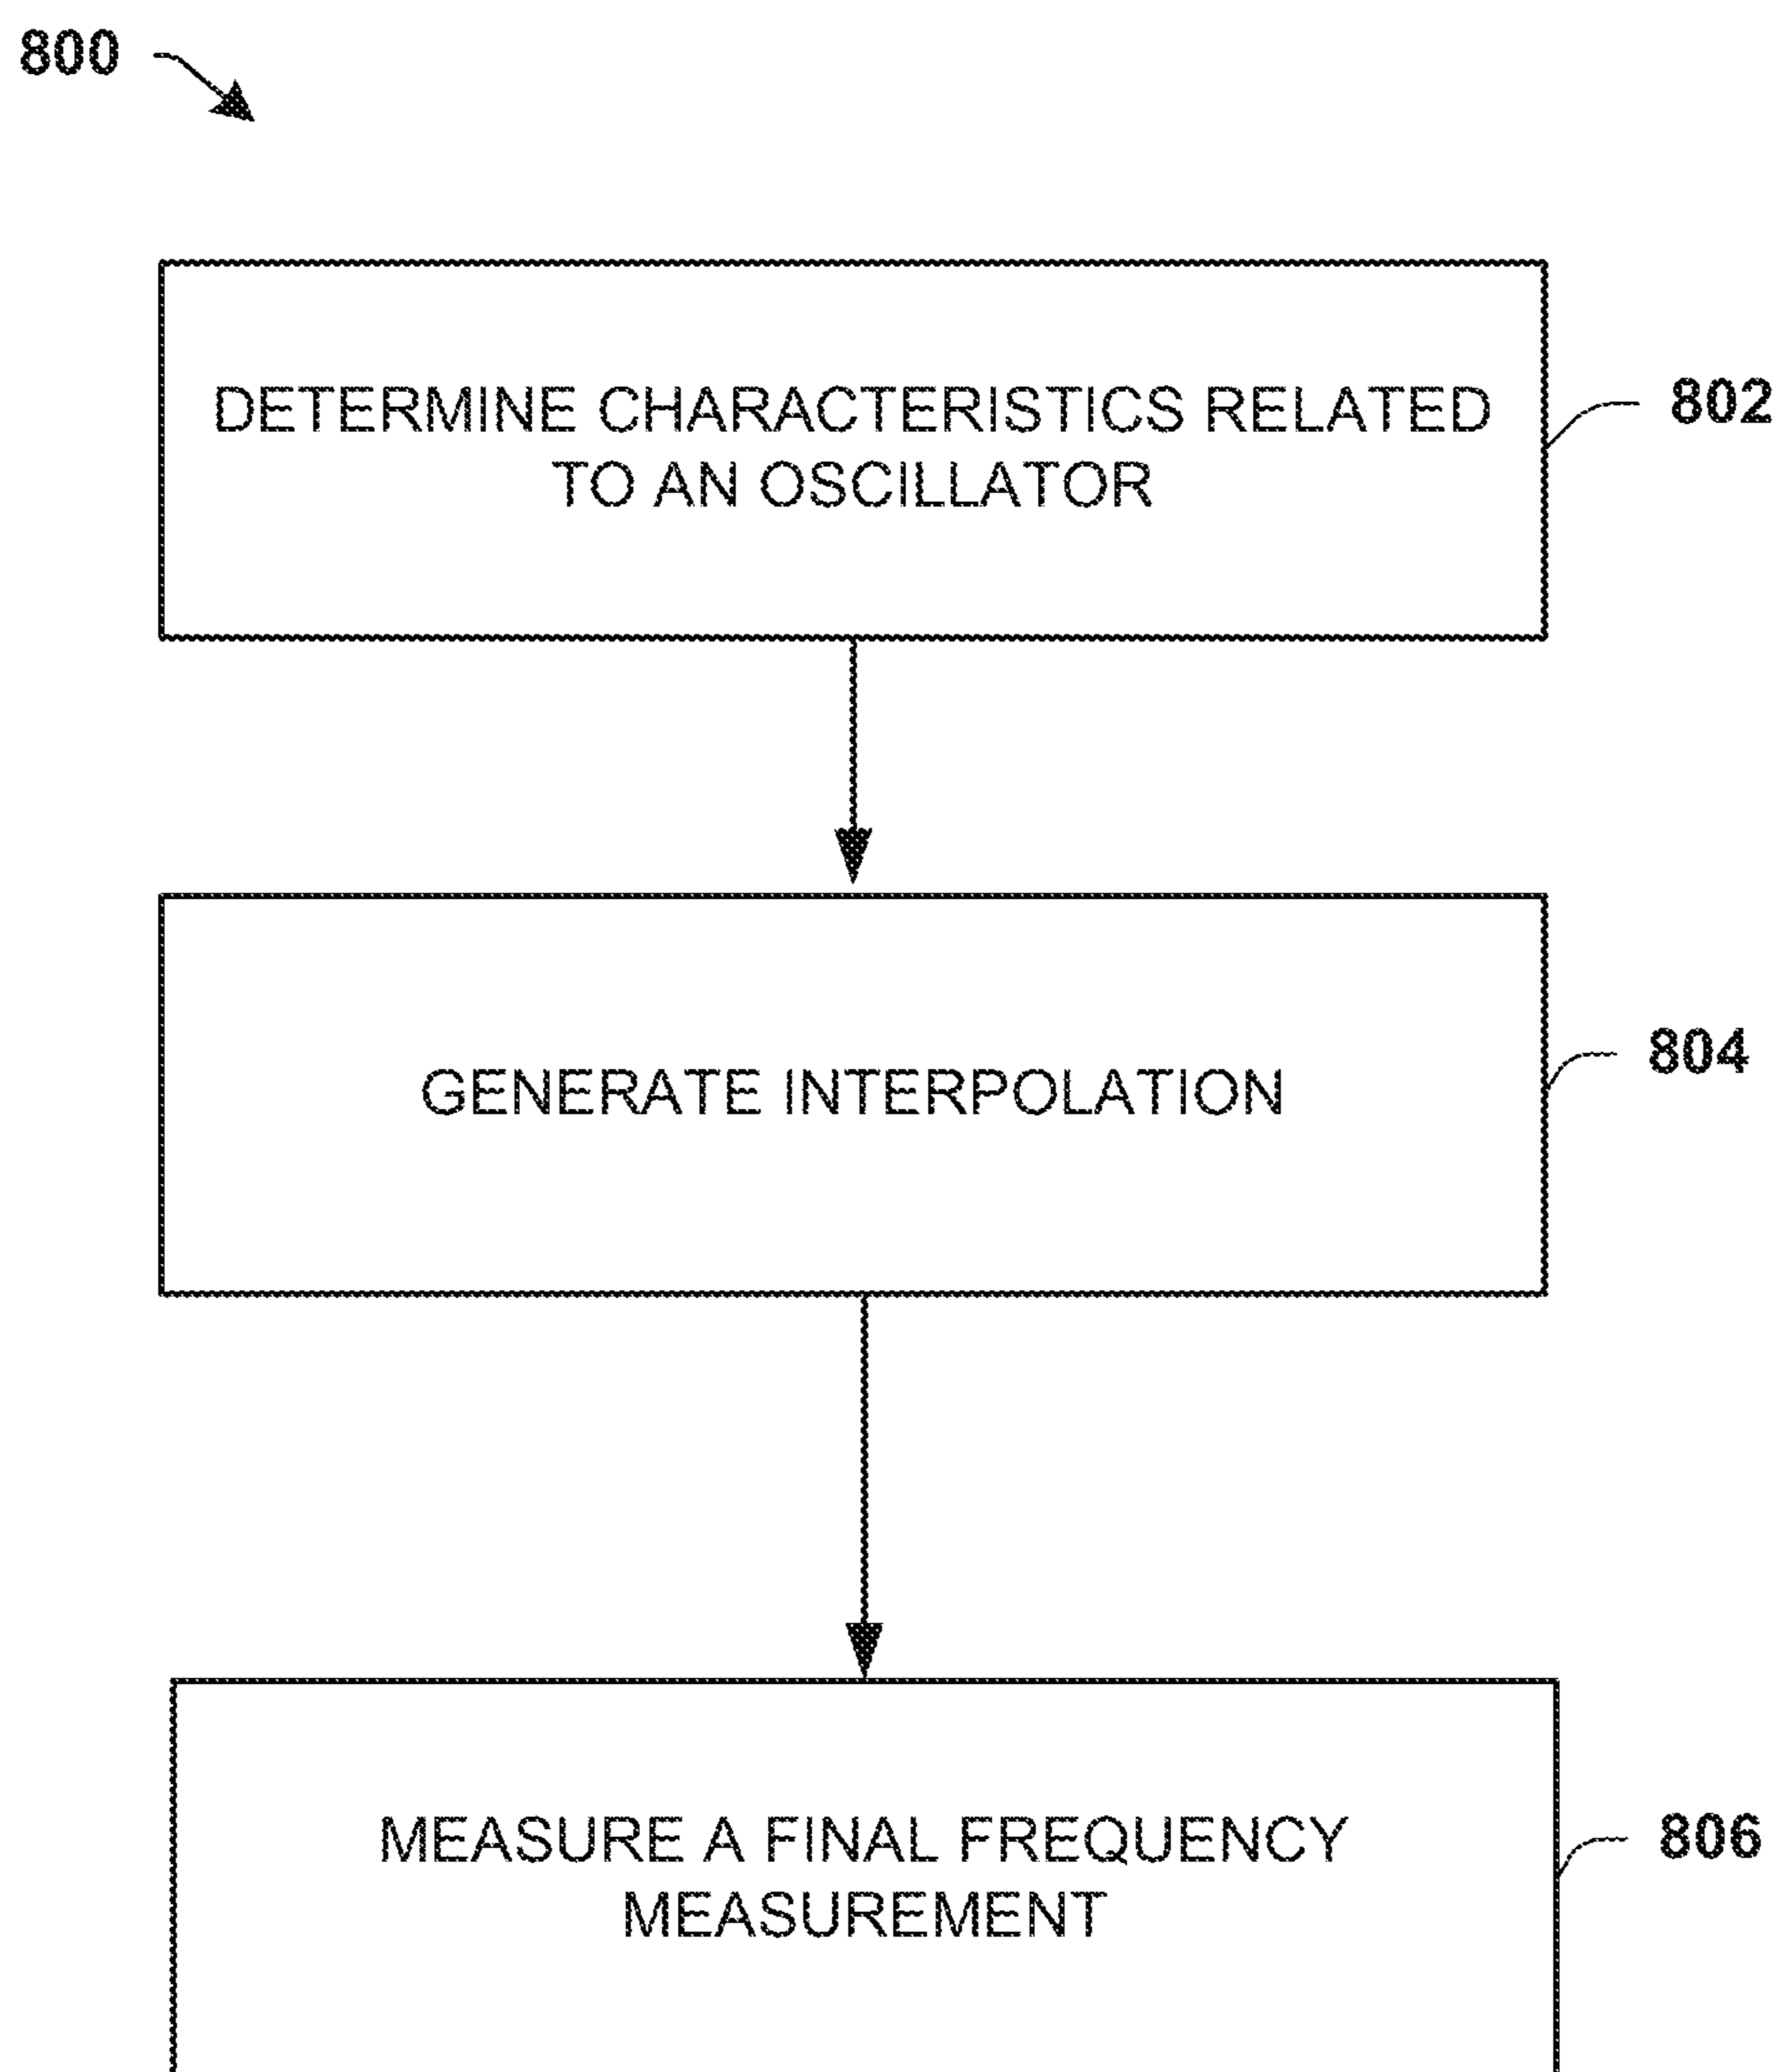 800
DETERMINE CHARACTERISTICS RELATED
TO AN OSCILLATOR
802
GENERATE INTERPOLATION
804
MEASURE A FINAL FREQUENCY
MEASUREMENT
806